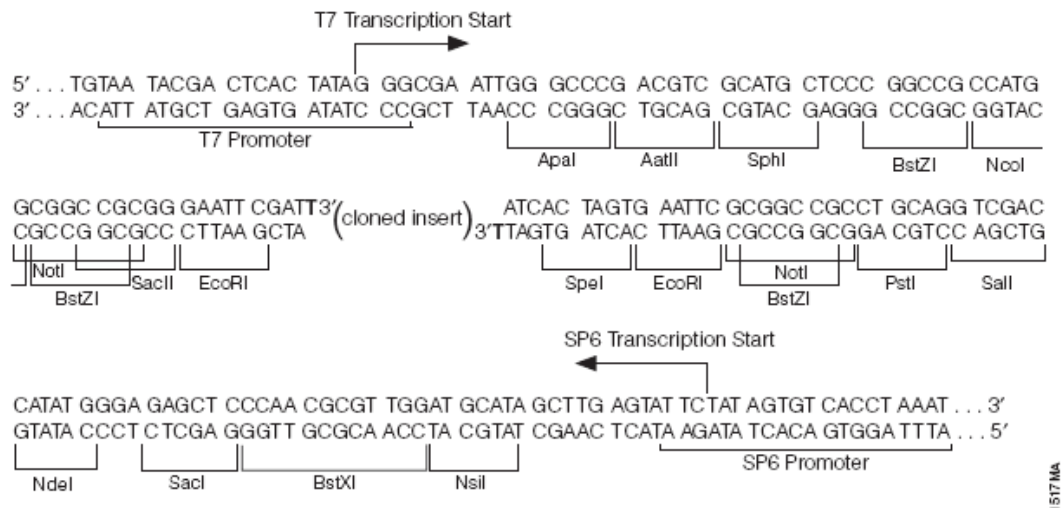 T7 Transcription Start
5′ . . . TGTAA TACGA CTCAC TATAG GGCGA ATTGG GCCCG ACGTC GCATG CTCCC GGCCG CCATG
3′ . . . ACATT ATGCT GAGTG ATATC CCGCT TAACC CGGGC TGCAG CGTAC GAGGG CCGGC GGTAC
T7 Promoter
ApaI AatII SphI BstZI NcoI
GCGGC CGCGG GAATT CGATT3′ (cloned insert) ATCAC TAGTG AATTC GCGGC CGCCT GCAGG TCGAC
CGCCG GCGCC CTTAA GCTA 3′TTAGTG ATCAC TTAAG CGCCG GCGGA CGTCC AGCTG
NotI SacII EcoRI SpeI EcoRI NotI PstI SalI
BstZI BstZI
SP6 Transcription Start
CATAT GGGA GAGCT CCCAA CGCGT TGGAT GCATA GCTTG AGTAT TCTAT AGTGT CACCT AAAT . . . 3′
GTATA CCCT CTCGAG GGTT GCGCA ACCTA CGTAT CGAAC TCATA AGATA TCACA GTGGA TTTA . . . 5′
NdeI SacI BstXI NsiI SP6 Promoter
1517MA